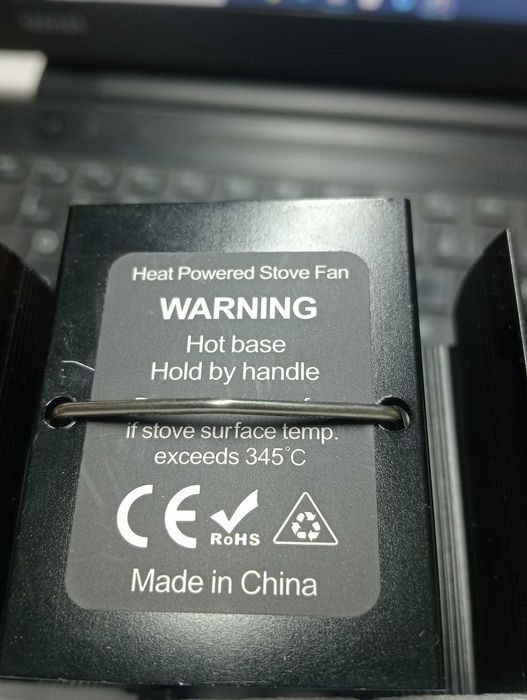 Heat Powered Stove Fan
WARNING
Hot base
Hold by handle
if stove surface temp.
exceeds 345°C
CE
RoHS
Made in China